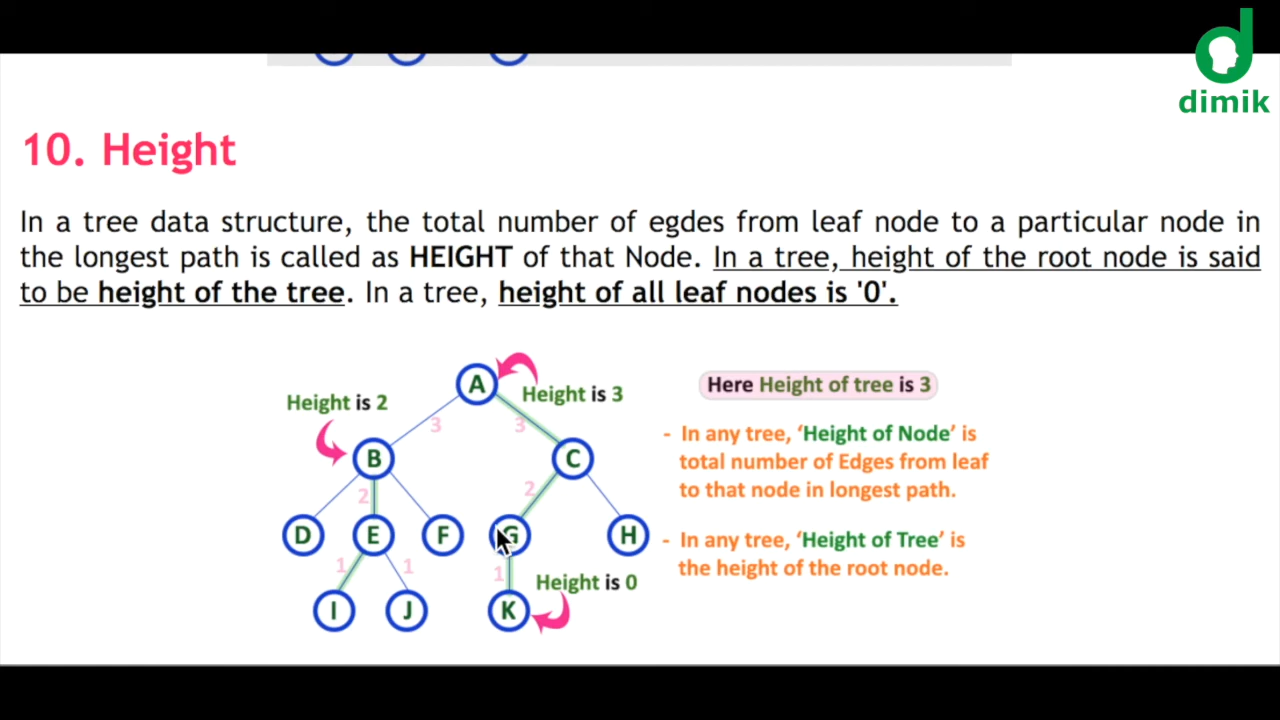 dimik
10. Height
In a tree data structure, the total number of egdes from leaf node to a particular node in
the longest path is called as HEIGHT of that Node. In a tree, height of the root node is said
to be height of the tree. In a tree, height of all leaf nodes is '0'.
A
Height is 3
Height is 2
3
3
B
C
2
2
D
E
F
G
H
1
1
1
Height is 0
I
J
K
Here Height of tree is 3
- In any tree, ‘Height of Node’ is
total number of Edges from leaf
to that node in longest path.
- In any tree, ‘Height of Tree’ is
the height of the root node.